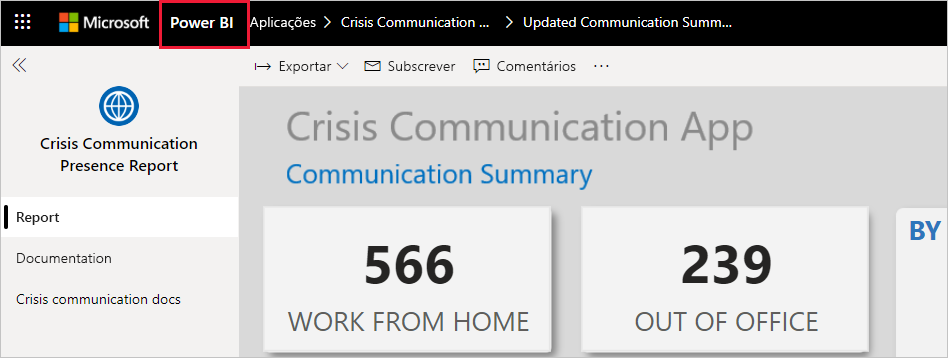 Microsoft Power BI Aplicações > Crisis Communication ... > Updated Communication Summ...
Exportar Subscrever Comentários ...
Crisis Communication
Presence Report
Report
Documentation
Crisis communication docs
Crisis Communication App
Communication Summary
566
WORK FROM HOME
239
OUT OF OFFICE
BY